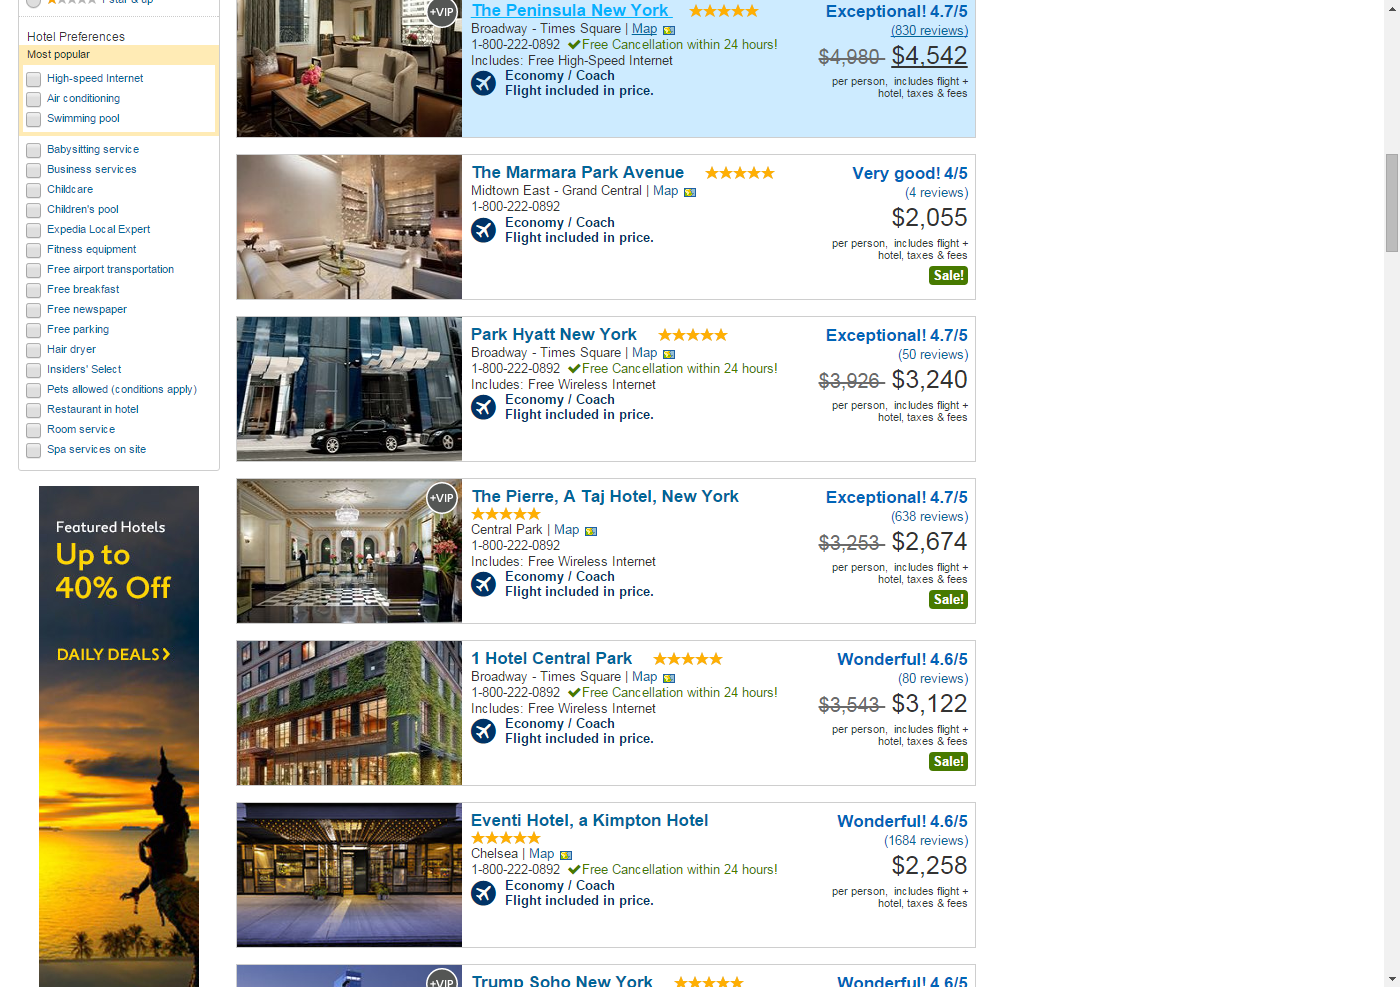 1 star & up
Hotel Preferences
Most popular
High-speed Internet
Air conditioning
Swimming pool
Babysitting service
Business services
Childcare
Children's pool
Expedia Local Expert
Fitness equipment
Free airport transportation
Free breakfast
Free newspaper
Free parking
Hair dryer
Insiders' Select
Pets allowed (conditions apply)
Restaurant in hotel
Room service
Spa services on site
Featured Hotels
Up to
40% Off
DAILY DEALS
+VIP
The Peninsula New York
Broadway - Times Square | Map
1-800-222-0892 Free Cancellation within 24 hours!
Includes: Free High-Speed Internet
Economy / Coach
Flight included in price.
Exceptional! 4.7/5
(830 reviews)
$4,980 $4,542
per person, includes flight +
hotel, taxes & fees
The Marmara Park Avenue
Midtown East - Grand Central | Map
1-800-222-0892
Economy / Coach
Flight included in price.
Very good! 4/5
(4 reviews)
$2,055
per person, includes flight +
hotel, taxes & fees
Sale!
Park Hyatt New York
Broadway - Times Square | Map
1-800-222-0892 Free Cancellation within 24 hours!
Includes: Free Wireless Internet
Economy / Coach
Flight included in price.
Exceptional! 4.7/5
(50 reviews)
$3,926 $3,240
per person, includes flight +
hotel, taxes & fees
+VIP
The Pierre, A Taj Hotel, New York
Central Park | Map
1-800-222-0892
Includes: Free Wireless Internet
Economy / Coach
Flight included in price.
Exceptional! 4.7/5
(638 reviews)
$3,253 $2,674
per person, includes flight +
hotel, taxes & fees
Sale!
1 Hotel Central Park
Broadway - Times Square | Map
1-800-222-0892 Free Cancellation within 24 hours!
Includes: Free Wireless Internet
Economy / Coach
Flight included in price.
Wonderful! 4.6/5
(80 reviews)
$3,543 $3,122
per person, includes flight +
hotel, taxes & fees
Sale!
Eventi Hotel, a Kimpton Hotel
Chelsea | Map
1-800-222-0892 Free Cancellation within 24 hours!
Economy / Coach
Flight included in price.
Wonderful! 4.6/5
(1684 reviews)
$2,258
per person, includes flight +
hotel, taxes & fees
+VIP
Trump Soho New York
Wonderful! 4.6/5